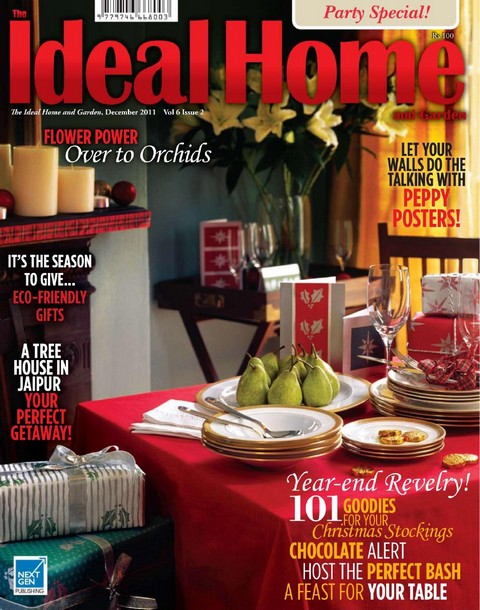 Party Special!
9 779746 668003
Rs 100
The
Ideal Home
and Garden
The Ideal Home and Garden, December 2011 Vol 6 Issue 2
FLOWER POWER
Over to Orchids
LET YOUR
WALLS DO THE
TALKING WITH
PEPPY
POSTERS!
IT'S THE SEASON
TO GIVE...
ECO-FRIENDLY
GIFTS
A TREE
HOUSE IN
JAIPUR
YOUR
PERFECT
GETAWAY!
Year-end Revelry!
101 GOODIES
FOR YOUR
Christmas Stockings
CHOCOLATE ALERT
HOST THE PERFECT BASH
A FEAST FOR YOUR TABLE
NEXT
GEN
PUBLISHING